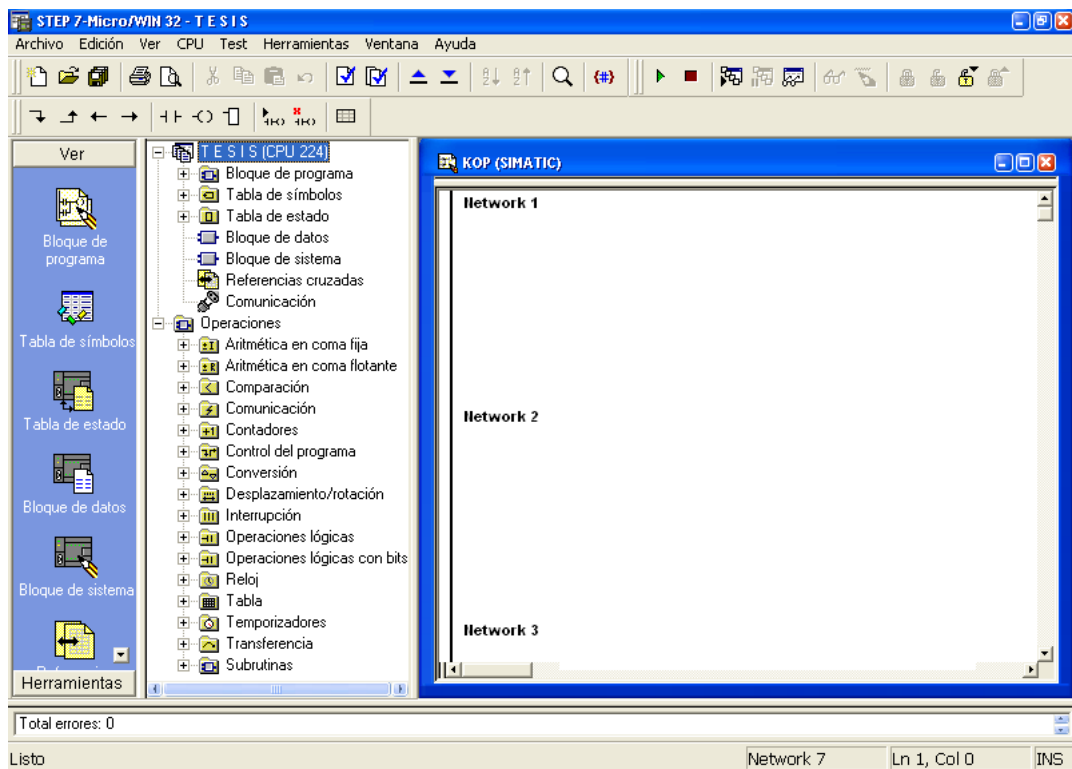 STEP 7-Micro/WIN 32 - T E S I S
Archivo Edición Ver CPU Test Herramientas Ventana Ayuda
Ver
Bloque de
programa
Tabla de símbolos
Tabla de estado
Bloque de datos
Bloque de sistema
Herramientas
T E S I S (CPU 224)
Bloque de programa
Tabla de símbolos
Tabla de estado
Bloque de datos
Bloque de sistema
Referencias cruzadas
Comunicación
Operaciones
Aritmética en coma fija
Aritmética en coma flotante
Comparación
Comunicación
Contadores
Control del programa
Conversión
Desplazamiento/rotación
Interrupción
Operaciones lógicas
Operaciones lógicas con bits
Reloj
Tabla
Temporizadores
Transferencia
Subrutinas
KOP (SIMATIC)
Network 1
Network 2
Network 3
Total errores: 0
Listo
Network 7
Ln 1, Col 0
INS